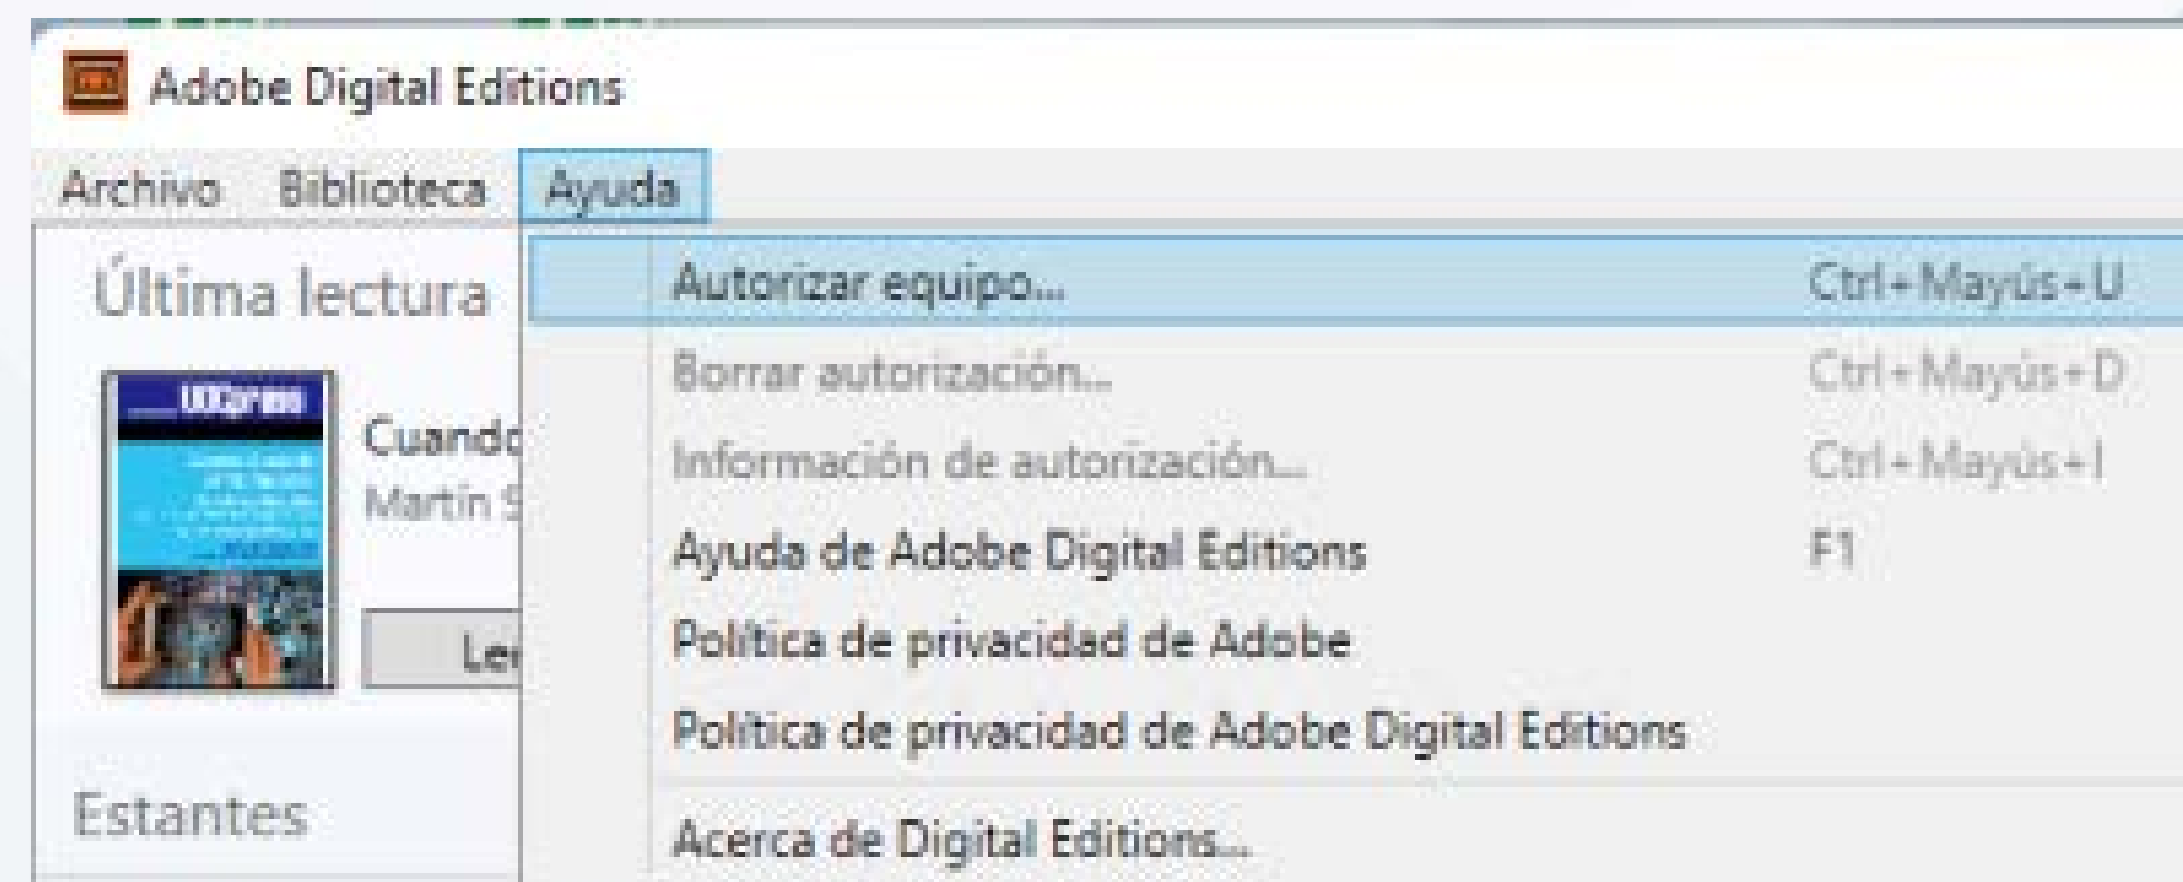 Adobe Digital Editions
Archivo Biblioteca Ayuda
Última lectura
Autorizar equipo... Ctrl+Mayús+U
Borrar autorización... Ctrl+Mayús+D
Cuando
Información de autorización... Ctrl+Mayús+I
Martín S
Ayuda de Adobe Digital Editions F1
Política de privacidad de Adobe
Política de privacidad de Adobe Digital Editions
Estantes
Acerca de Digital Editions...